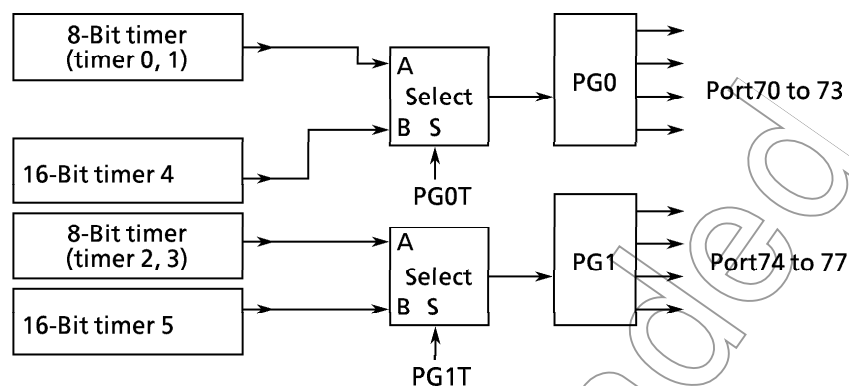 8-Bit timer
(timer 0, 1)
16-Bit timer 4
A
Select
B S
PG0T
PG0
Port70 to 73
8-Bit timer
(timer 2, 3)
16-Bit timer 5
A
Select
B S
PG1T
PG1
Port74 to 77